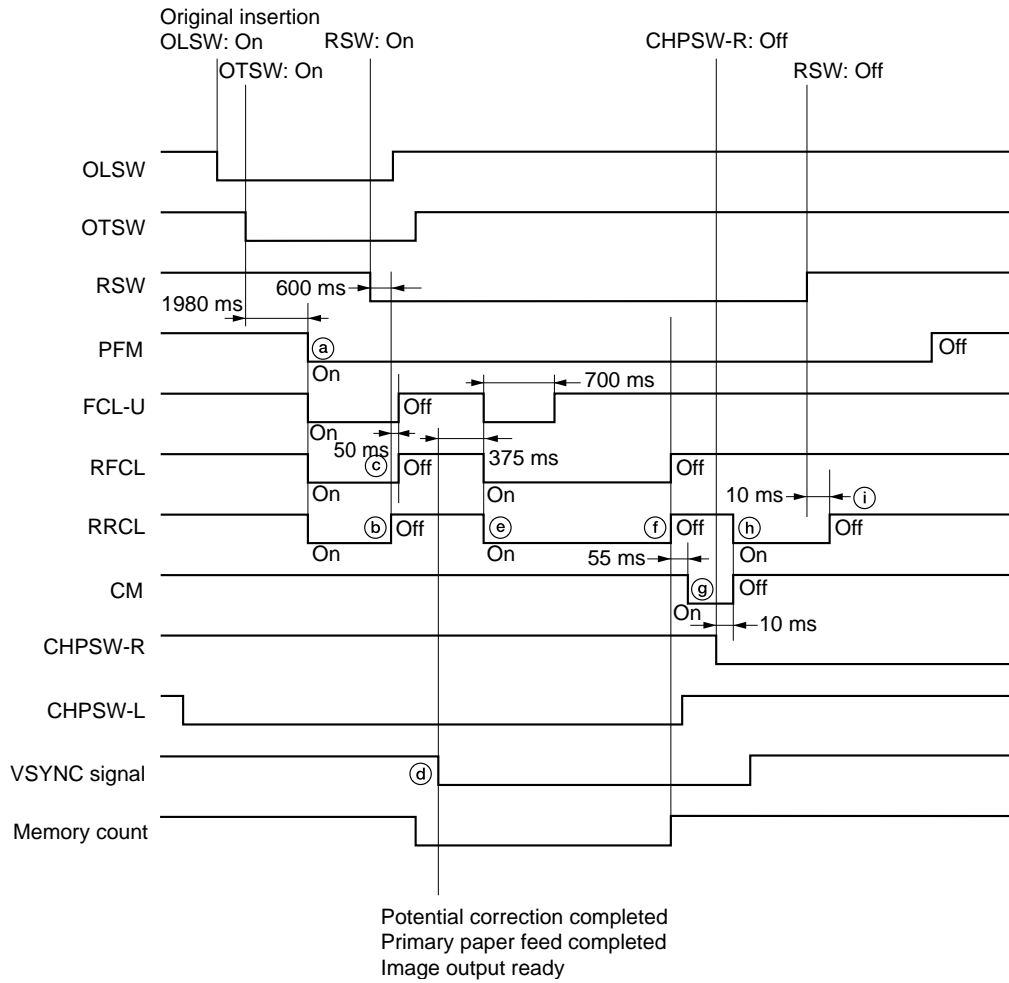 Original insertion
OLSW: On
RSW: On
CHPSW-R: Off
OTSW: On
RSW: Off
OLSW
OTSW
RSW
600 ms
1980 ms
PFM
a
On
Off
700 ms
FCL-U
On
Off
50 ms
375 ms
RFCL
c
Off
On
On
Off
10 ms
i
RRCL
b
Off
e
f
Off
h
Off
On
On
On
55 ms
CM
g
Off
On
10 ms
CHPSW-R
CHPSW-L
VSYNC signal
d
Memory count
Potential correction completed
Primary paper feed completed
Image output ready